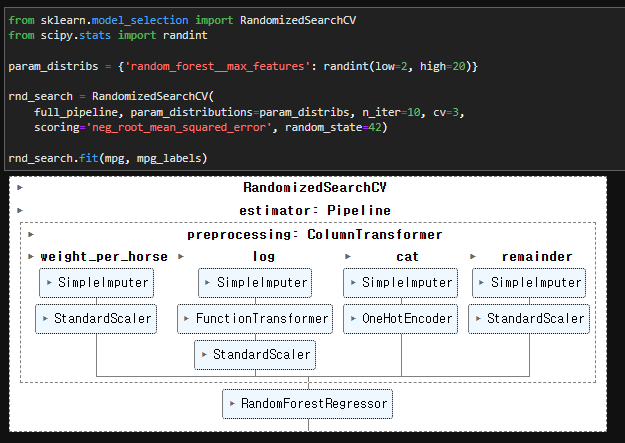 from sklearn.model_selection import RandomizedSearchCV
from scipy.stats import randint
param_distribs = {'random_forest__max_features': randint(low=2, high=20)}
rnd_search = RandomizedSearchCV(
    full_pipeline, param_distributions=param_distribs, n_iter=10, cv=3,
    scoring='neg_root_mean_squared_error', random_state=42)
rnd_search.fit(mpg, mpg_labels)
RandomizedSearchCV
estimator: Pipeline
preprocessing: ColumnTransformer
weight_per_horse log cat remainder
SimpleImputer SimpleImputer SimpleImputer SimpleImputer
StandardScaler FunctionTransformer OneHotEncoder StandardScaler
StandardScaler
RandomForestRegressor